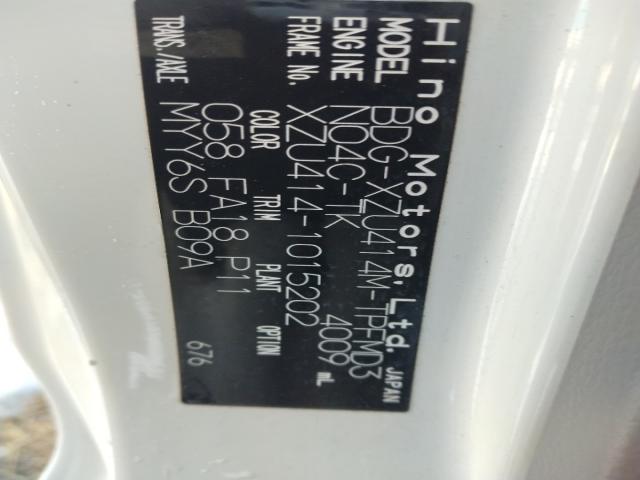 Hino Motors, Ltd. JAPAN
MODEL BDG-XZU414M-TPFMD3
ENGINE N04C-TK 4009 mL
FRAME No. XZU414-1015202
COLOR TRIM PLANT OPTION
058 FA18 P11
TRANS./AXLE MYY6S B09A 676